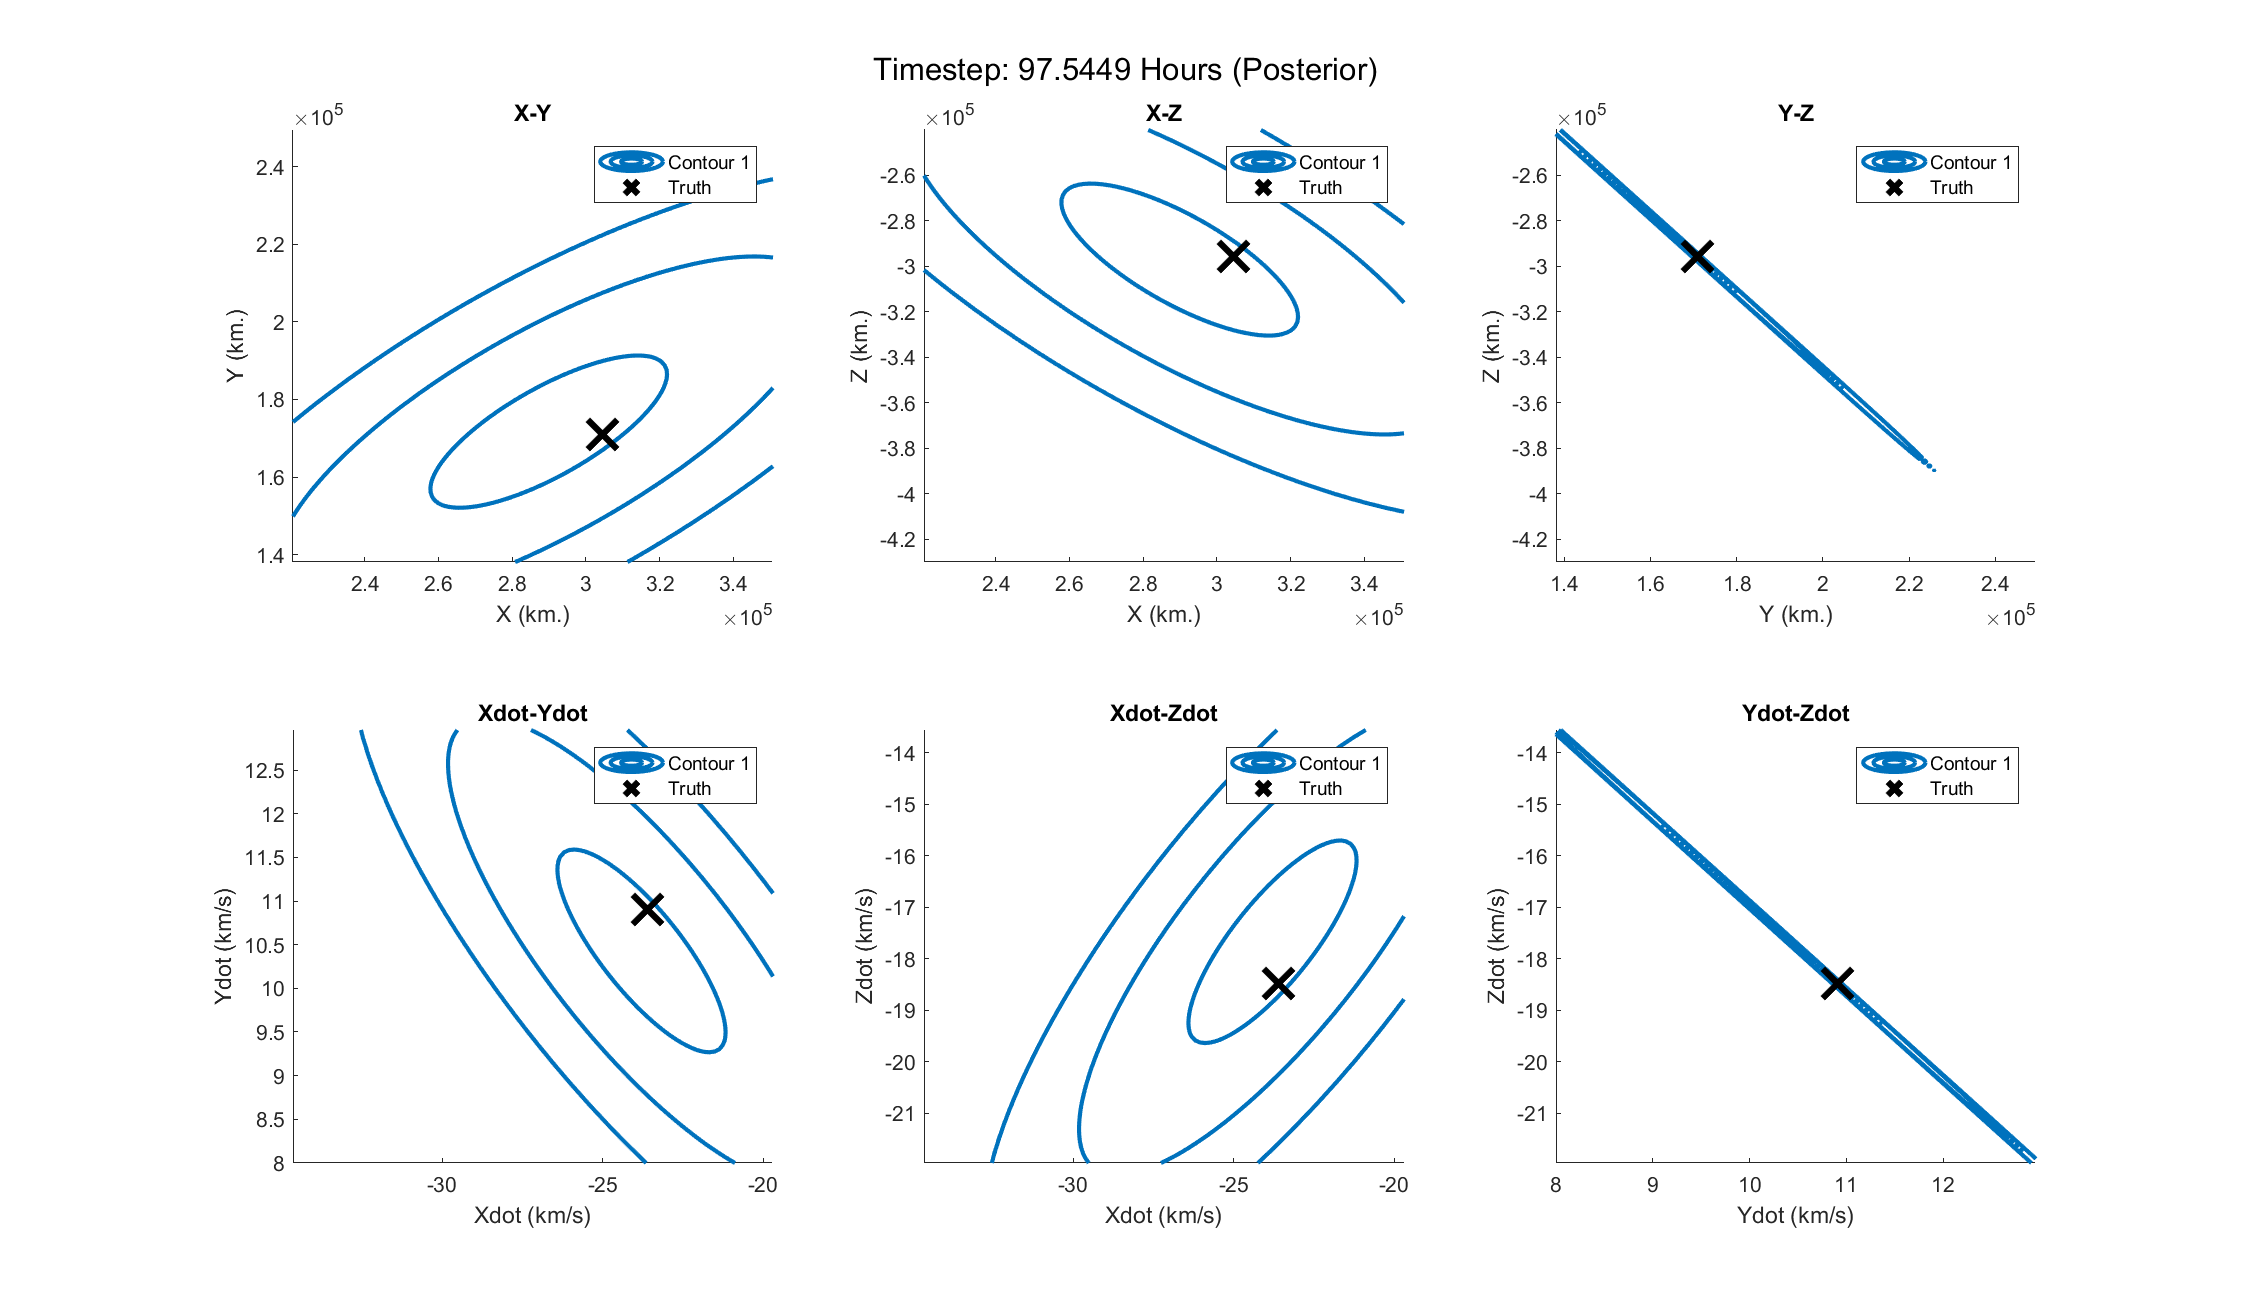 Timestep: 97.5449 Hours (Posterior)
X-Y
×10^5
2.4
2.2
2
1.8
1.6
1.4
Y (km.)
2.4 2.6 2.8 3 3.2 3.4
X (km.)
×10^5
Contour 1
Truth
X-Z
×10^5
-2.6
-2.8
-3
-3.2
-3.4
-3.6
-3.8
-4
-4.2
Z (km.)
2.4 2.6 2.8 3 3.2 3.4
X (km.)
×10^5
Contour 1
Truth
Y-Z
×10^5
-2.6
-2.8
-3
-3.2
-3.4
-3.6
-3.8
-4
-4.2
Z (km.)
1.4 1.6 1.8 2 2.2 2.4
Y (km.)
×10^5
Contour 1
Truth
Xdot-Ydot
12.5
12
11.5
11
10.5
10
9.5
9
8.5
8
Ydot (km/s)
-30 -25 -20
Xdot (km/s)
Contour 1
Truth
Xdot-Zdot
-14
-15
-16
-17
-18
-19
-20
-21
Zdot (km/s)
-30 -25 -20
Xdot (km/s)
Contour 1
Truth
Ydot-Zdot
-14
-15
-16
-17
-18
-19
-20
-21
Zdot (km/s)
8 9 10 11 12
Ydot (km/s)
Contour 1
Truth